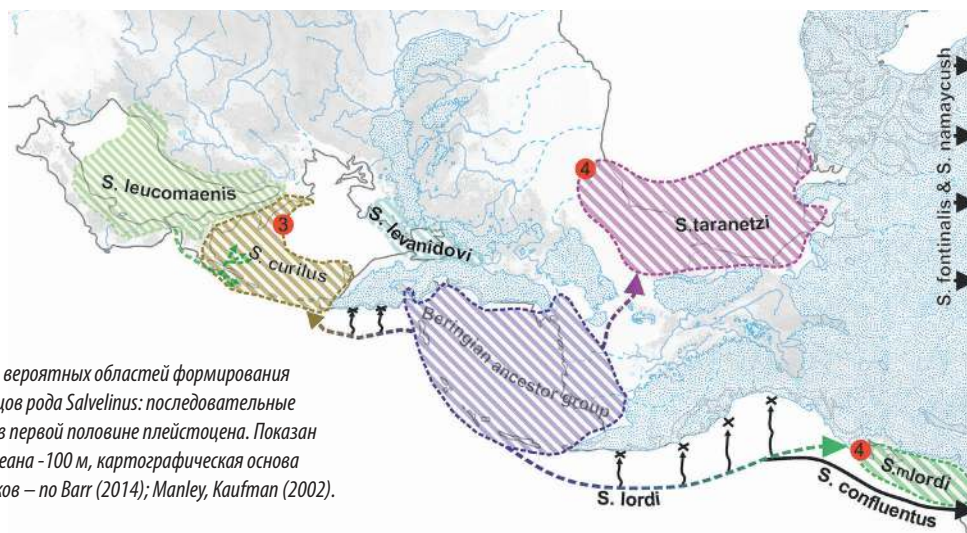 S. leucomaenis
3
S. curilus
S. levanidovi
Beringian ancestor group
4
S.taranetzi
S. fontinalis & S. namaycush
4
S.mlordi
S. confluentus
S. lordi
вероятных областей формирования
цов рода Salvelinus: последовательные
в первой половине плейстоцена. Показан
еана -100 м, картографическая основа
ков – по Barr (2014); Manley, Kaufman (2002).